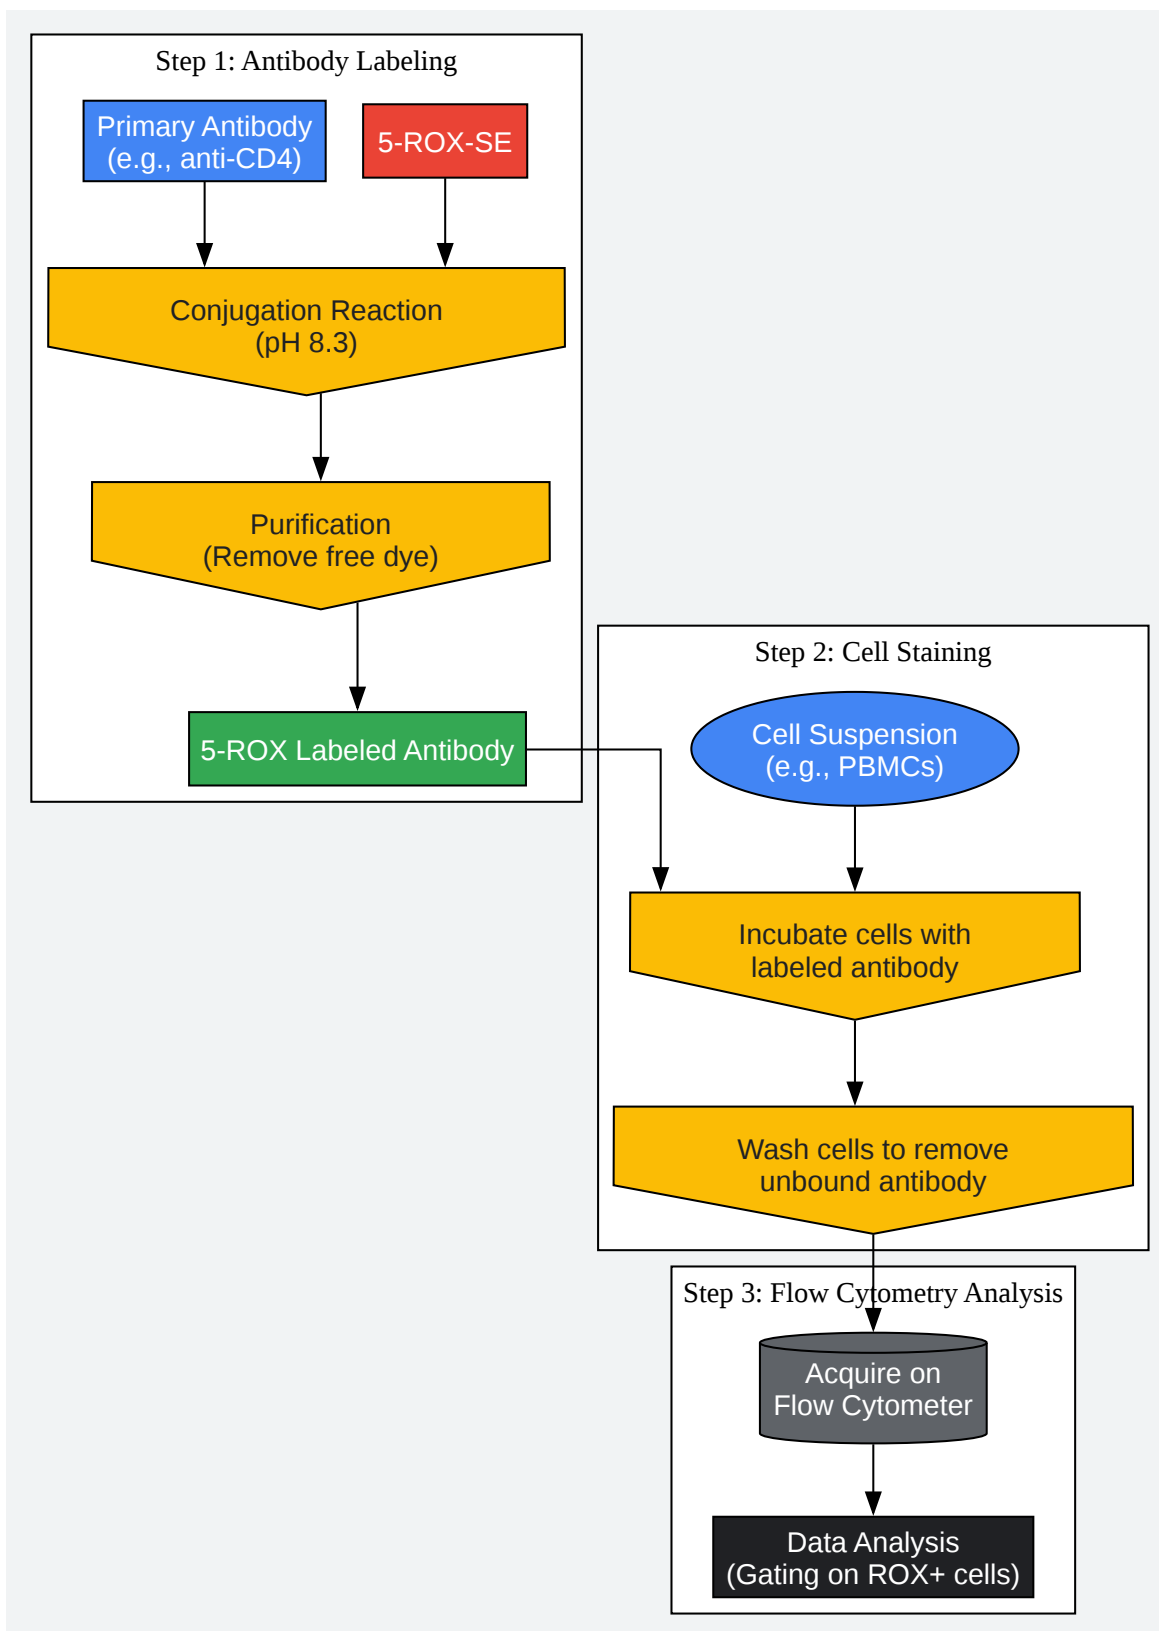 Step 1: Antibody Labeling
Primary Antibody
(e.g., anti-CD4)
5-ROX-SE
Conjugation Reaction
(pH 8.3)
Purification
(Remove free dye)
5-ROX Labeled Antibody
Step 2: Cell Staining
Cell Suspension
(e.g., PBMCs)
Incubate cells with
labeled antibody
Wash cells to remove
unbound antibody
Step 3: Flow Cytometry Analysis
Acquire on
Flow Cytometer
Data Analysis
(Gating on ROX+ cells)